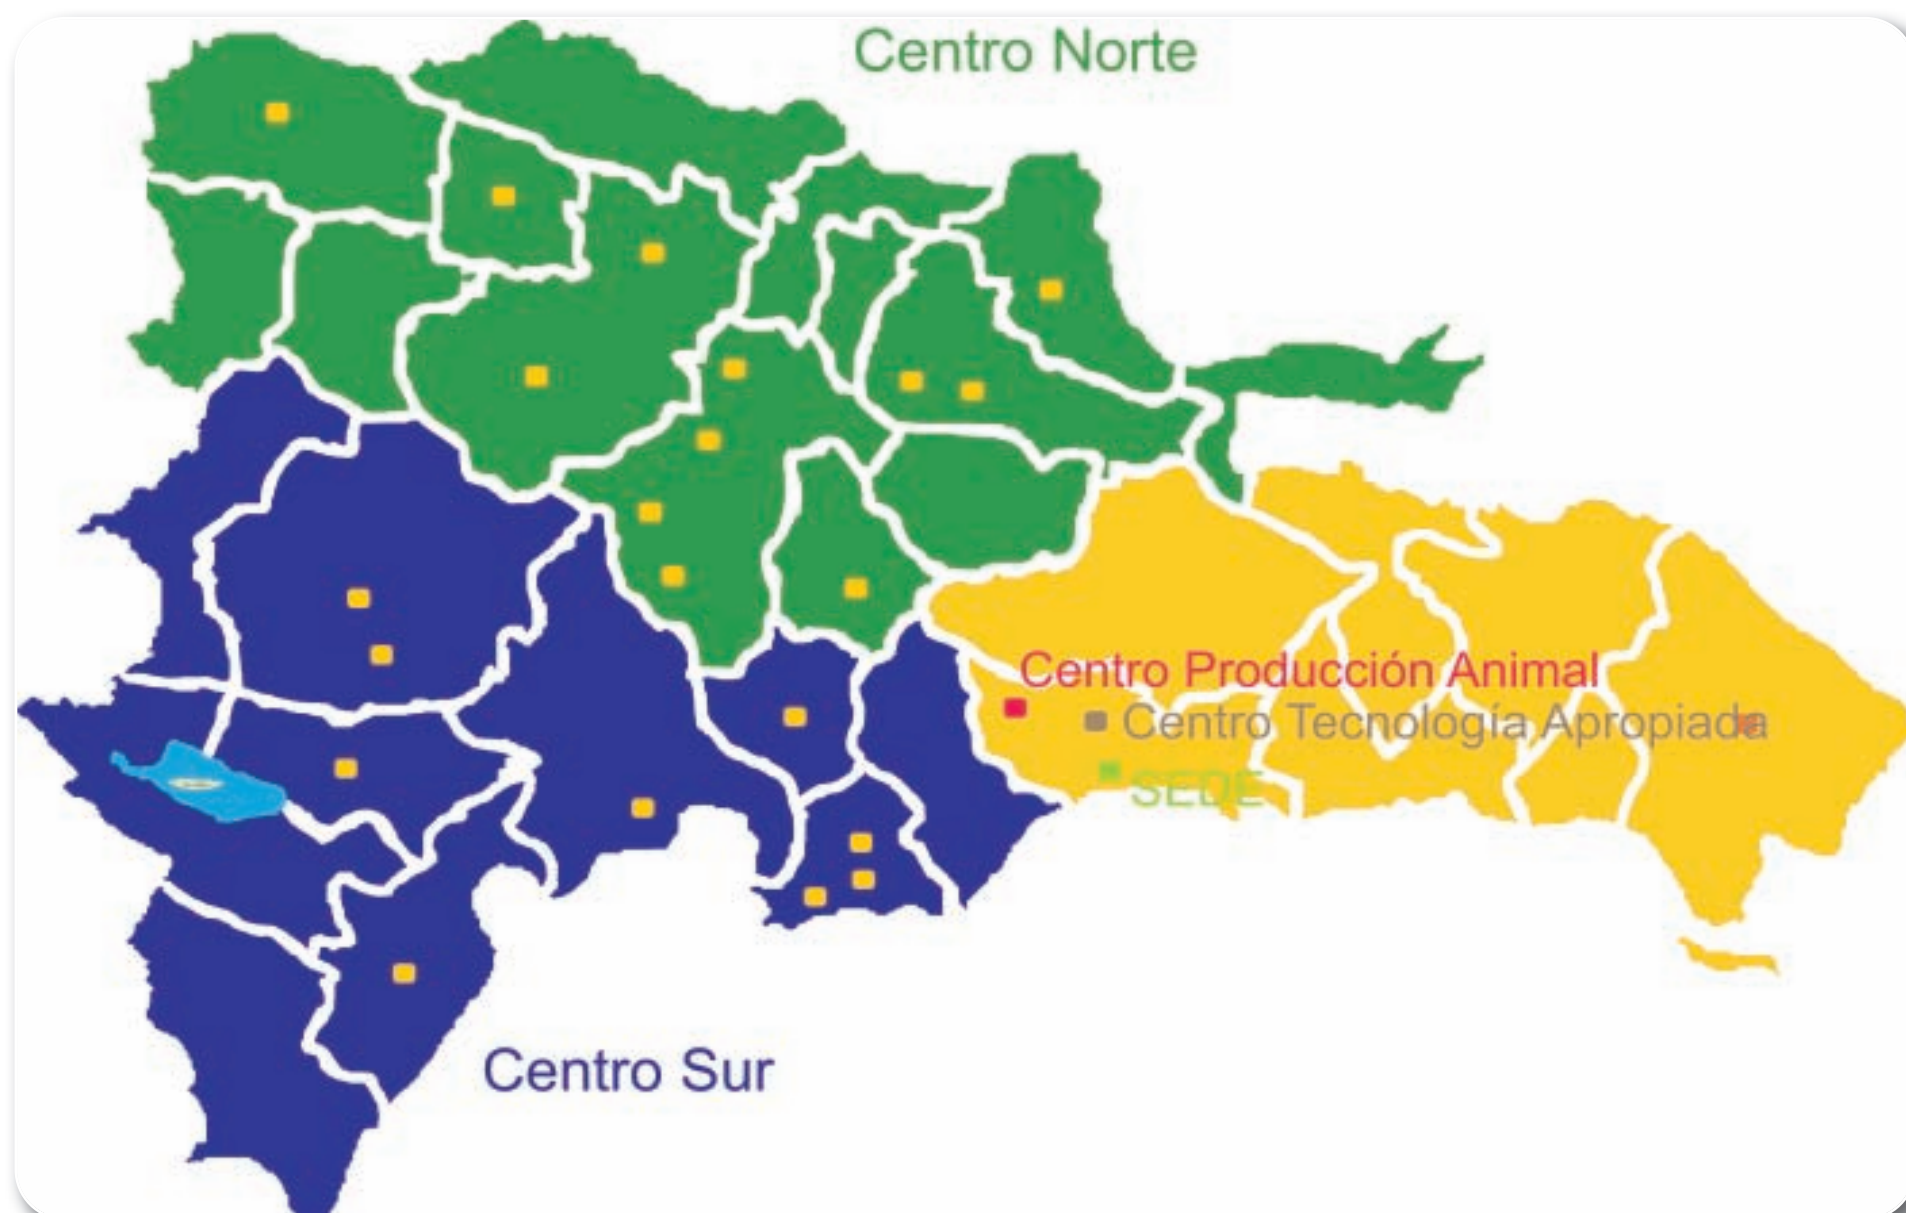 Centro Norte
Centro Producción Animal
Centro Tecnología Apropiada
SEDE
Centro Sur